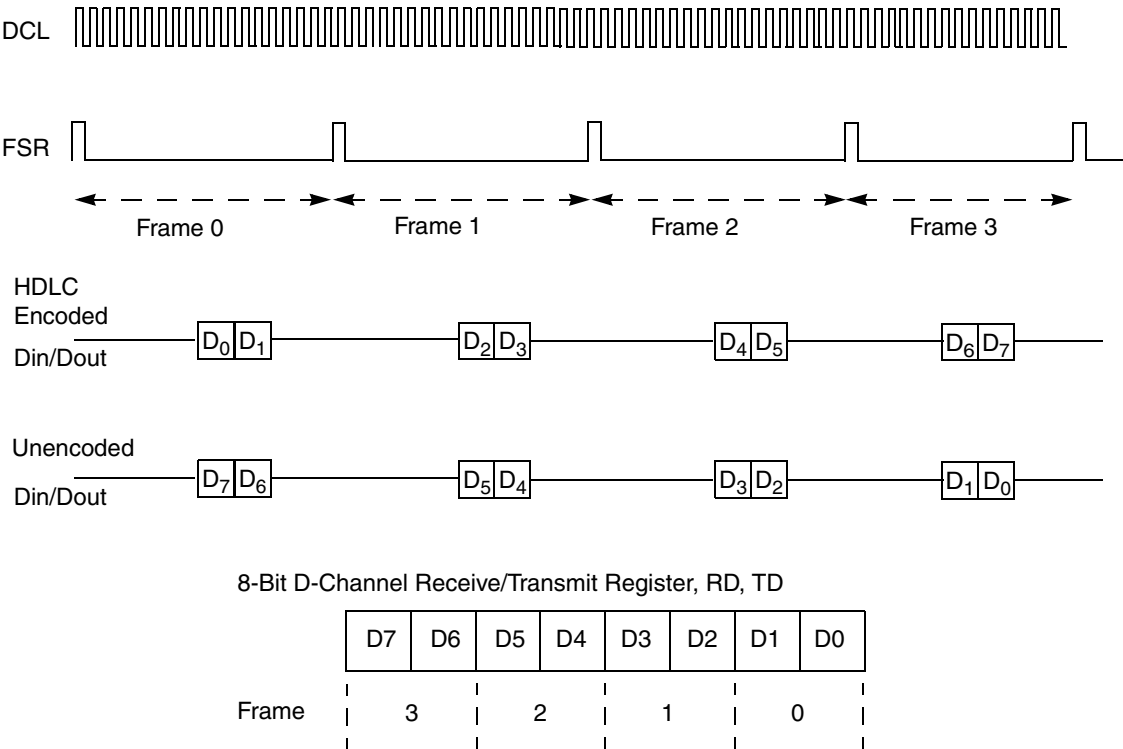 DCL
FSR
Frame 0 Frame 1 Frame 2 Frame 3
HDLC
Encoded
Din/Dout
D0 D1 D2 D3 D4 D5 D6 D7
Unencoded
Din/Dout
D7 D6 D5 D4 D3 D2 D1 D0
8-Bit D-Channel Receive/Transmit Register, RD, TD
D7 D6 D5 D4 D3 D2 D1 D0
Frame 3 2 1 0